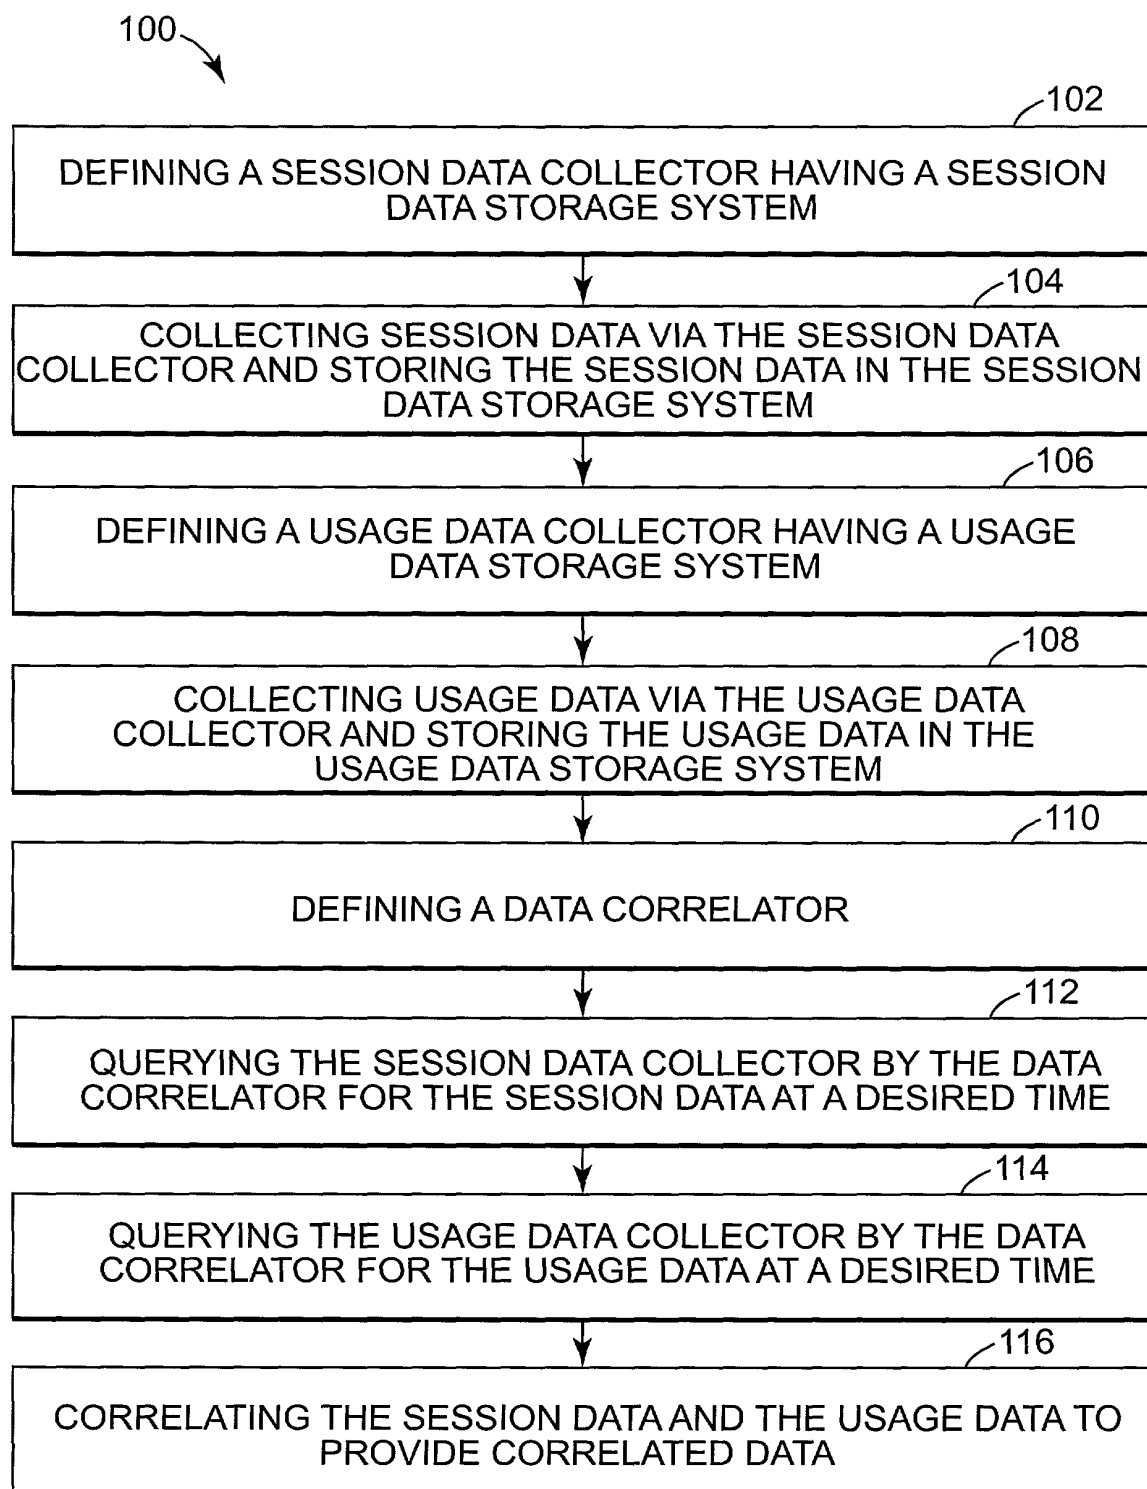 100
102
DEFINING A SESSION DATA COLLECTOR HAVING A SESSION
DATA STORAGE SYSTEM
104
COLLECTING SESSION DATA VIA THE SESSION DATA
COLLECTOR AND STORING THE SESSION DATA IN THE SESSION
DATA STORAGE SYSTEM
106
DEFINING A USAGE DATA COLLECTOR HAVING A USAGE
DATA STORAGE SYSTEM
108
COLLECTING USAGE DATA VIA THE USAGE DATA
COLLECTOR AND STORING THE USAGE DATA IN THE
USAGE DATA STORAGE SYSTEM
110
DEFINING A DATA CORRELATOR
112
QUERYING THE SESSION DATA COLLECTOR BY THE DATA
CORRELATOR FOR THE SESSION DATA AT A DESIRED TIME
114
QUERYING THE USAGE DATA COLLECTOR BY THE DATA
CORRELATOR FOR THE USAGE DATA AT A DESIRED TIME
116
CORRELATING THE SESSION DATA AND THE USAGE DATA TO
PROVIDE CORRELATED DATA